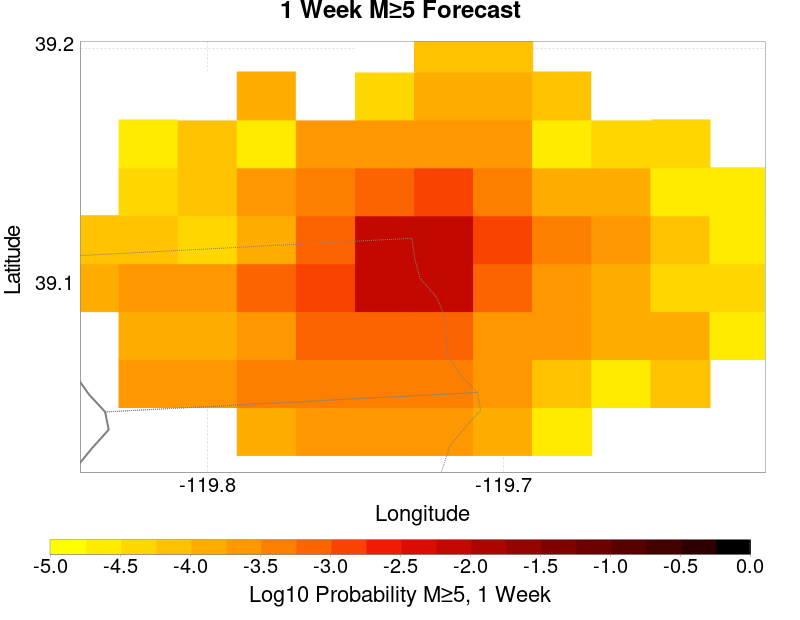 1 Week M≥5 Forecast
39.2
39.1
Latitude
-119.8 -119.7
Longitude
-5.0 -4.5 -4.0 -3.5 -3.0 -2.5 -2.0 -1.5 -1.0 -0.5 0.0
Log10 Probability M≥5, 1 Week